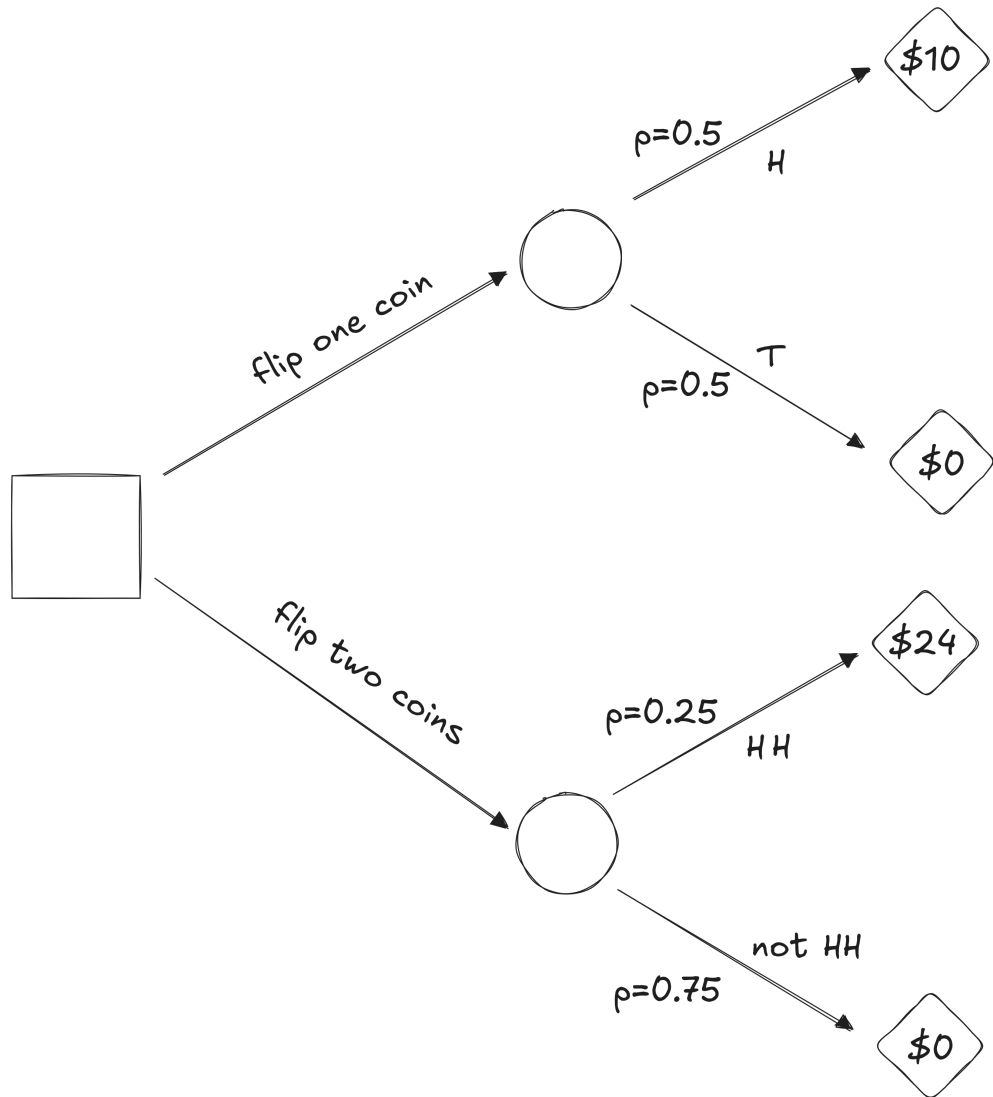 $10
p=0.5
H
flip one coin
T
p=0.5
$0
flip two coins
$24
p=0.25
HH
not HH
p=0.75
$0